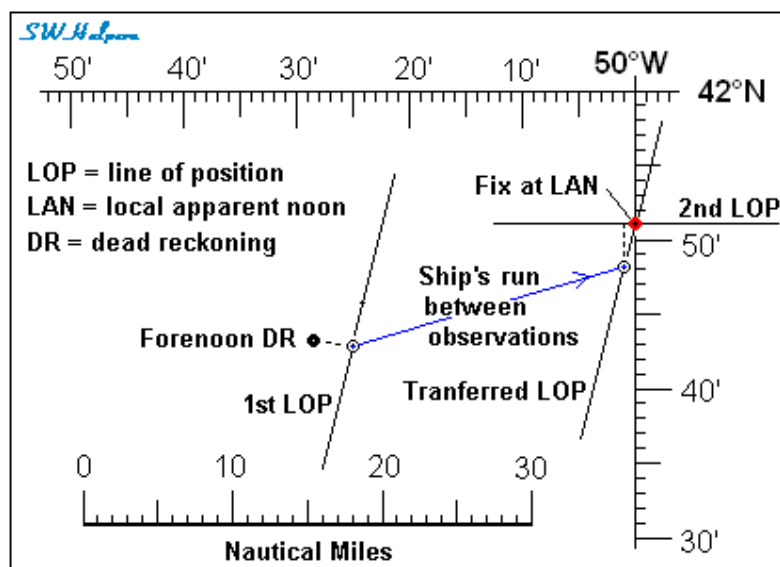 SWHelpere
50' 40' 30' 20' 10' 50°W
42°N
LOP = line of position
LAN = local apparent noon
DR = dead reckoning
Fix at LAN
2nd LOP
50'
Ship's run
between
observations
Forenoon DR
1st LOP
Tranferred LOP
40'
0 10 20 30
30'
Nautical Miles